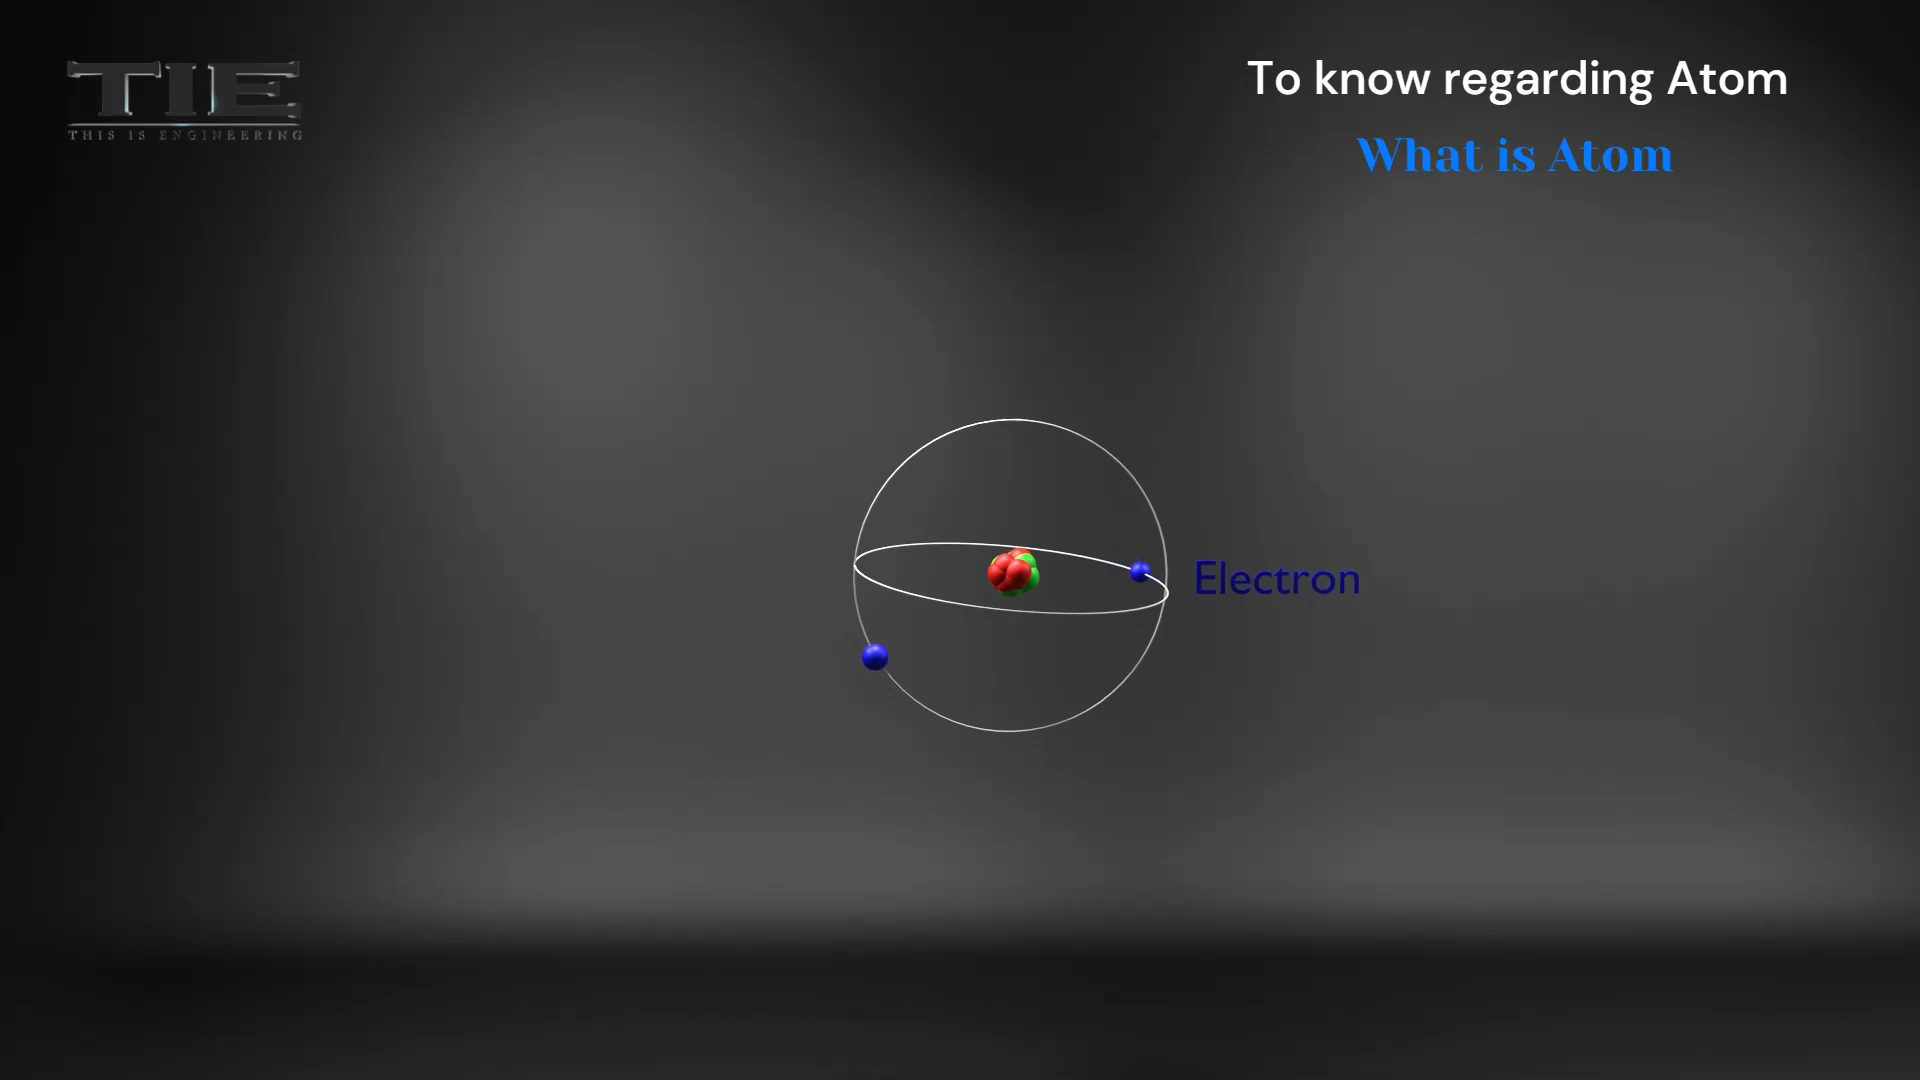 TIE
THIS IS ENGINEERING
To know regarding Atom
What is Atom
Electron